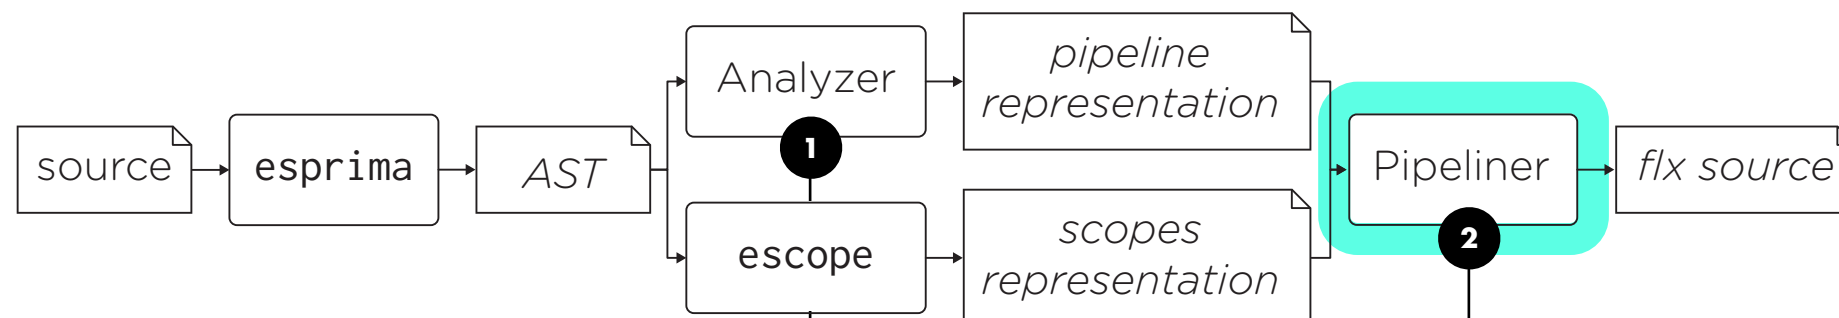 source
esprima
AST
Analyzer
1
escope
pipeline
representation
scopes
representation
Pipeliner
2
flx source